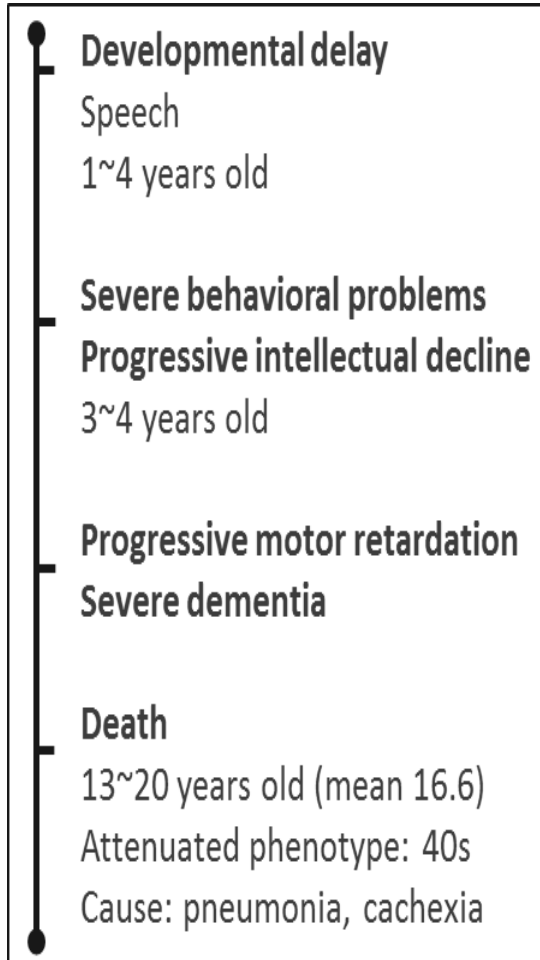 Developmental delay
Speech
1~4 years old
Severe behavioral problems
Progressive intellectual decline
3~4 years old
Progressive motor retardation
Severe dementia
Death
13~20 years old (mean 16.6)
Attenuated phenotype: 40s
Cause: pneumonia, cachexia